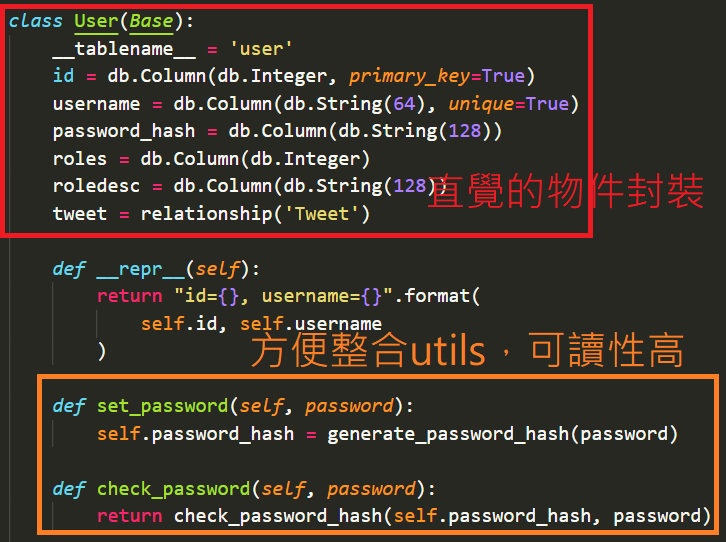 class User(Base):
    __tablename__ = 'user'
    id = db.Column(db.Integer, primary_key=True)
    username = db.Column(db.String(64), unique=True)
    password_hash = db.Column(db.String(128))
    roles = db.Column(db.Integer)
    roledesc = db.Column(db.String(128))
    tweet = relationship('Tweet')
直覺的物件封裝
    def __repr__(self):
        return "id={}, username={}".format(
            self.id, self.username
        )
方便整合utils，可讀性高
    def set_password(self, password):
        self.password_hash = generate_password_hash(password)
    def check_password(self, password):
        return check_password_hash(self.password_hash, password)